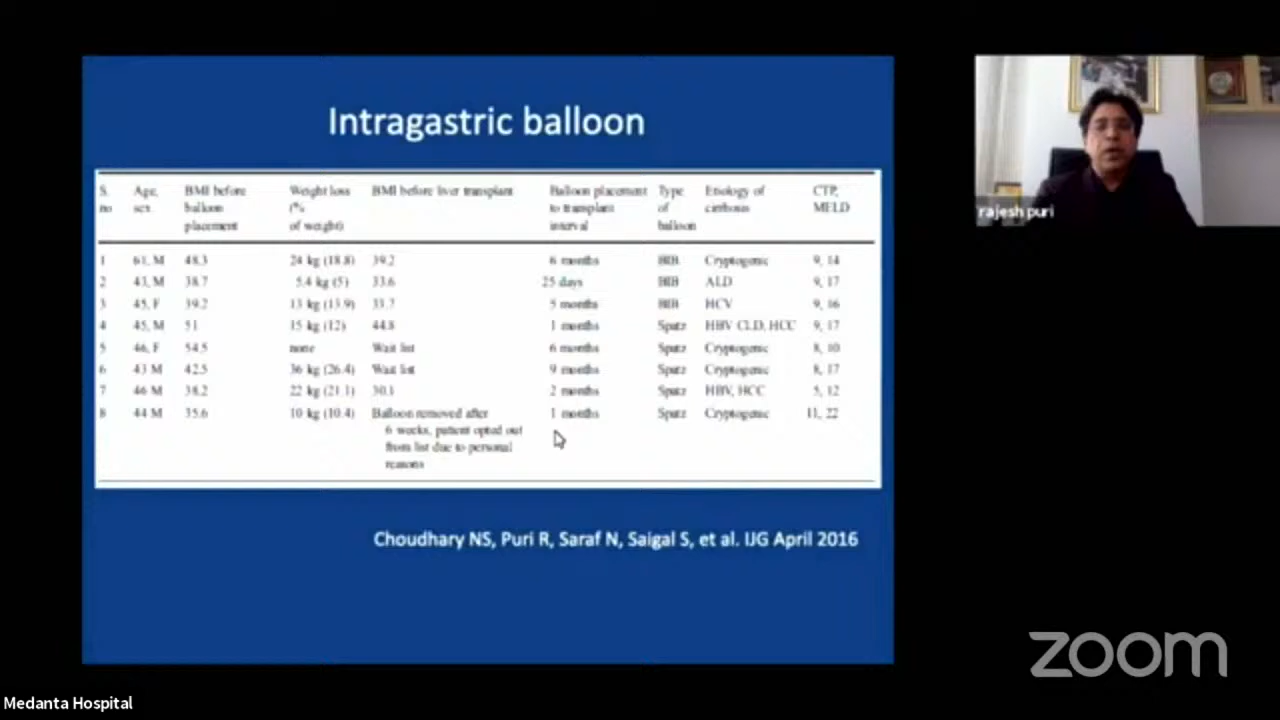 Intragastric balloon
S. no Age, sex BMI before balloon placement Weight loss (% of weight) BMI before liver transplant Balloon placement to transplant interval Type of balloon Etiology of cirrhosis CTP, MELD
1 61, M 48.3 24 kg (18.8) 39.2 6 months BIB Cryptogenic 9, 14
2 43, M 38.7 5.4 kg (5) 33.6 25 days BIB ALD 9, 17
3 45, F 39.2 13 kg (13.9) 33.7 5 months BIB HCV 9, 16
4 45, M 51 15 kg (12) 44.8 1 months Spatz HBV CLD, HCC 9, 17
5 46, F 54.5 none Wait list 6 months Spatz Cryptogenic 8, 10
6 43 M 42.5 36 kg (26.4) Wait list 9 months Spatz Cryptogenic 8, 17
7 46 M 38.2 22 kg (21.1) 30.1 2 months Spatz HBV, HCC 5, 12
8 44 M 35.6 10 kg (10.4) Balloon removed after 1 months Spatz Cryptogenic 11, 22
6 weeks, patient opted out
from list due to personal
reasons
Choudhary NS, Puri R, Saraf N, Saigal S, et al. IJG April 2016
rajesh puri
zoom
Medanta Hospital